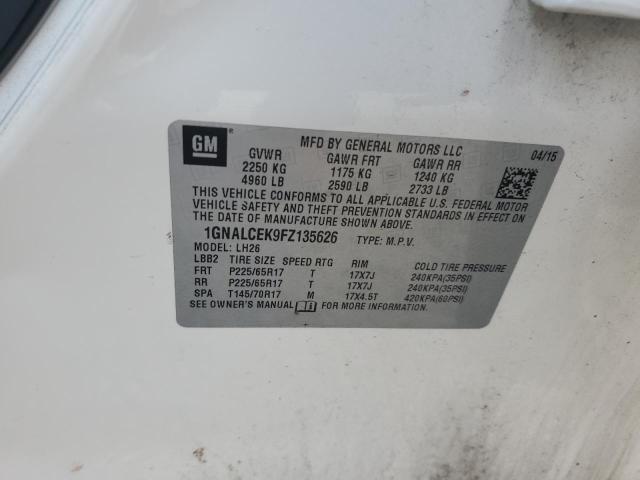 GM
MFD BY GENERAL MOTORS LLC 04/15
GVWR GAWR FRT GAWR RR
2250 KG 1175 KG 1240 KG
4960 LB 2590 LB 2733 LB
THIS VEHICLE CONFORMS TO ALL APPLICABLE U.S. FEDERAL MOTOR
VEHICLE SAFETY AND THEFT PREVENTION STANDARDS IN EFFECT ON
THE DATE OF MANUFACTURE SHOWN ABOVE.
1GNALCEK9FZ135626 TYPE: M.P.V.
MODEL: LH26
LBB2 TIRE SIZE SPEED RTG RIM COLD TIRE PRESSURE
FRT P225/65R17 T 17X7J 240KPA(35PSI)
RR P225/65R17 T 17X7J 240KPA(35PSI)
SPA T145/70R17 M 17X4.5T 420KPA(60PSI)
SEE OWNER'S MANUAL FOR MORE INFORMATION.